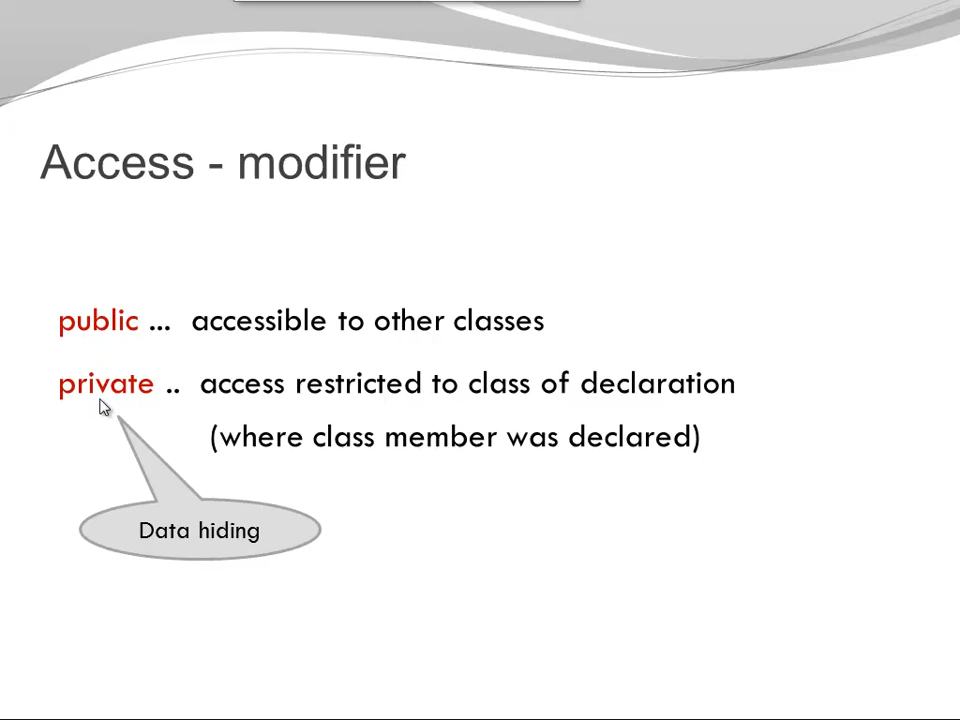 Access - modifier
public ... accessible to other classes
private .. access restricted to class of declaration
(where class member was declared)
Data hiding